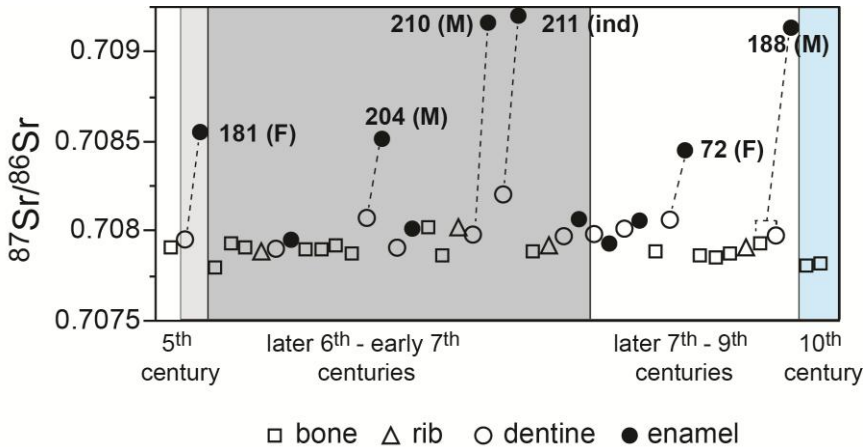 210 (M)
211 (ind)
0.709
188 (M)
181 (F)
204 (M)
0.7085
72 (F)
87Sr/86Sr
0.708
0.7075
5th century
later 6th - early 7th centuries
later 7th - 9th centuries
10th century
bone rib dentine enamel